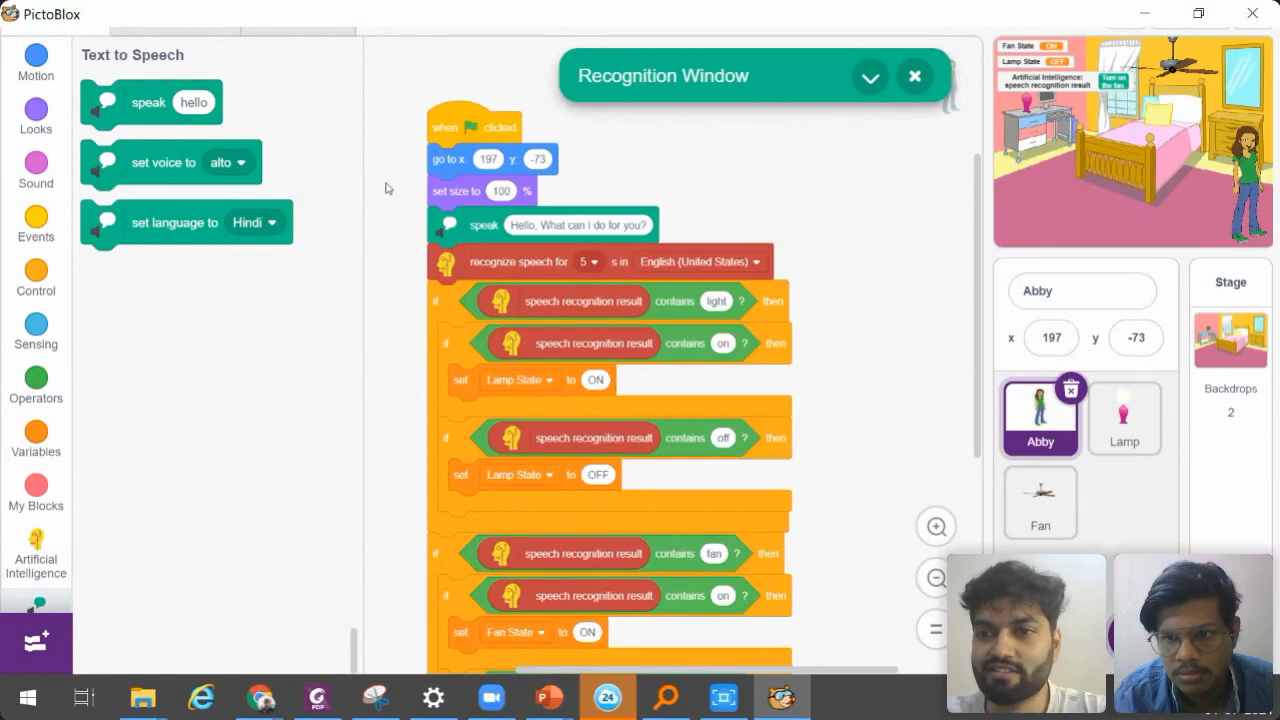 PictoBlox
Motion
Looks
Sound
Events
Control
Sensing
Operators
Variables
My Blocks
Artificial
Intelligence
Text to Speech
speak hello
set voice to alto
set language to Hindi
Recognition Window
when clicked
go to x: 197 y: -73
set size to 100 %
speak Hello, What can I do for you?
recognize speech for 5 s in English (United States)
if speech recognition result contains light ? then
if speech recognition result contains on ? then
set Lamp State to ON
if speech recognition result contains off ? then
set Lamp State to OFF
if speech recognition result contains fan ? then
if speech recognition result contains on ? then
set Fan State to ON
Fan State ON
Lamp State OFF
Artificial Intelligence:
speech recognition result
Turn on
the fan.
Abby
x 197 y -73
Stage
Backdrops
2
Abby
Lamp
Fan
PDF
24